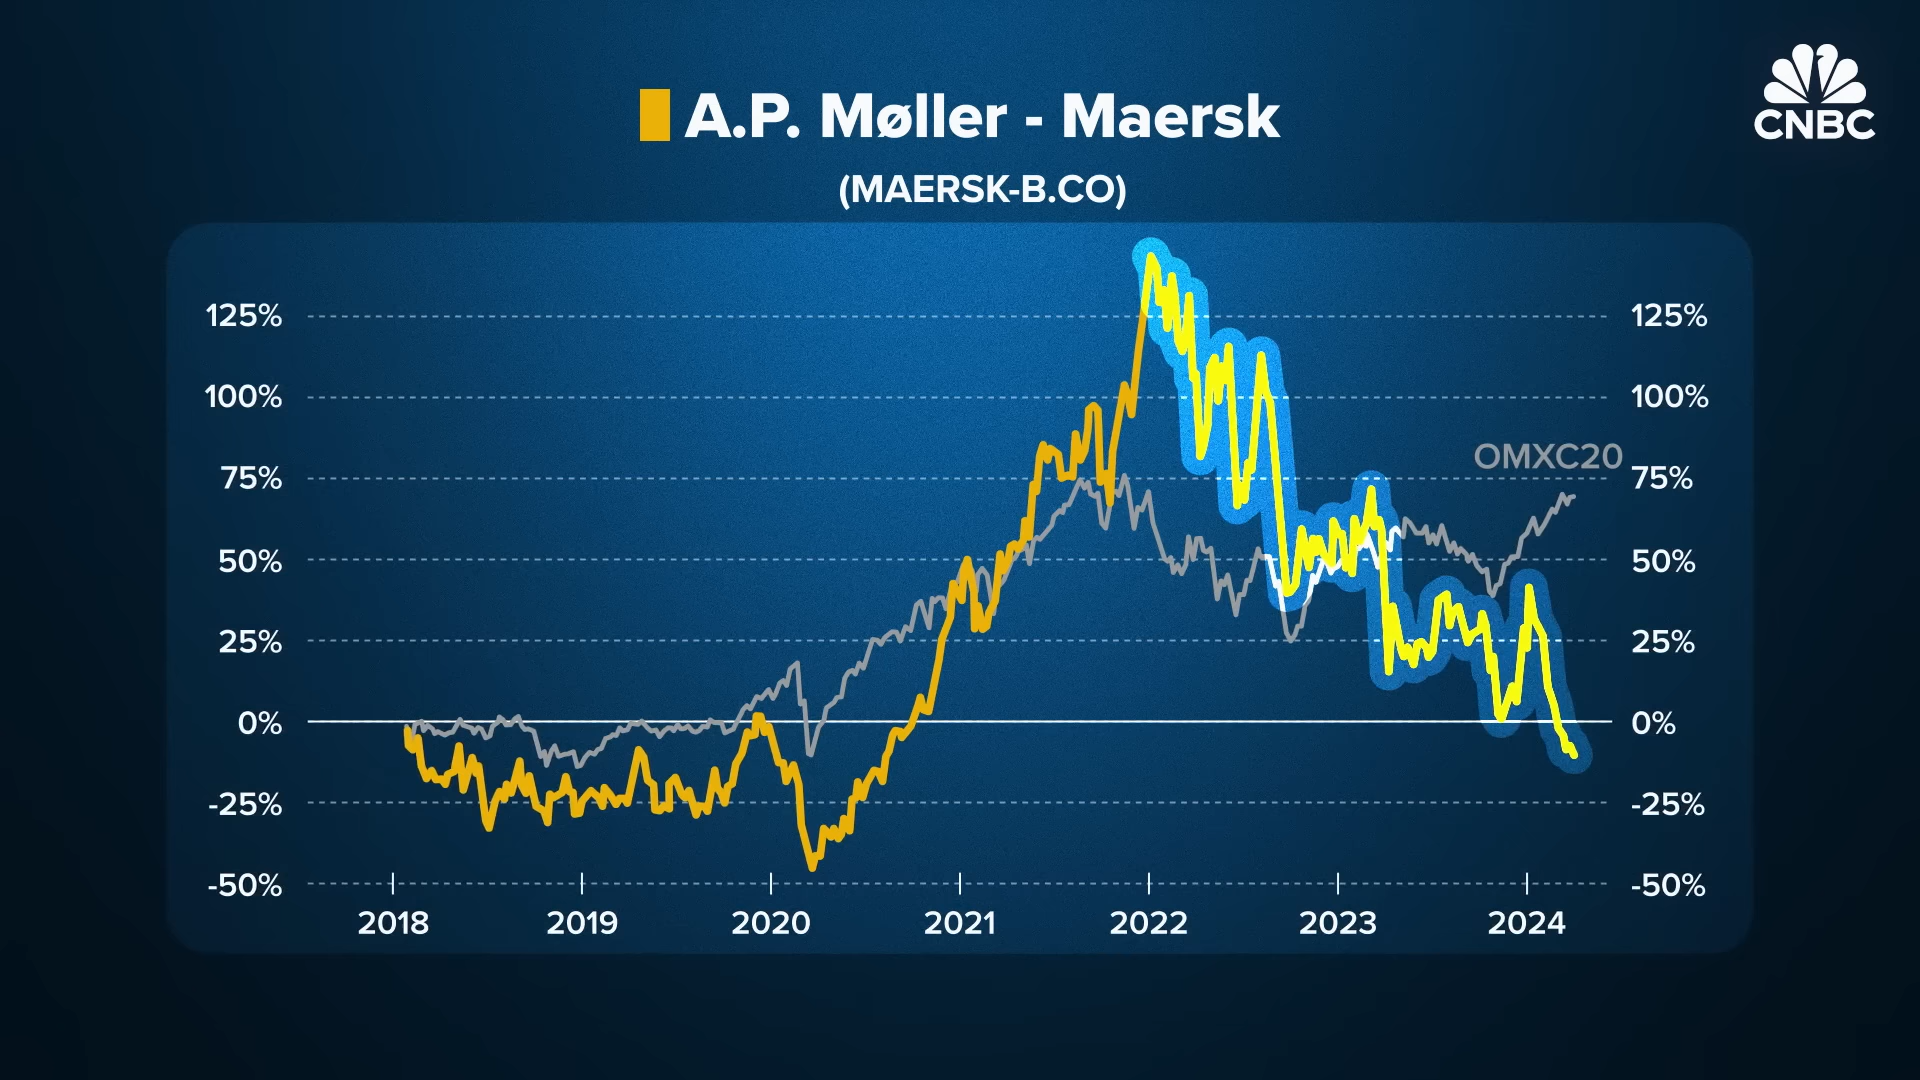 CNBC
A.P. Møller - Maersk
(MAERSK-B.CO)
125% 125%
100% 100%
OMXC20
75% 75%
50% 50%
25% 25%
0% 0%
-25% -25%
-50% -50%
2018 2019 2020 2021 2022 2023 2024